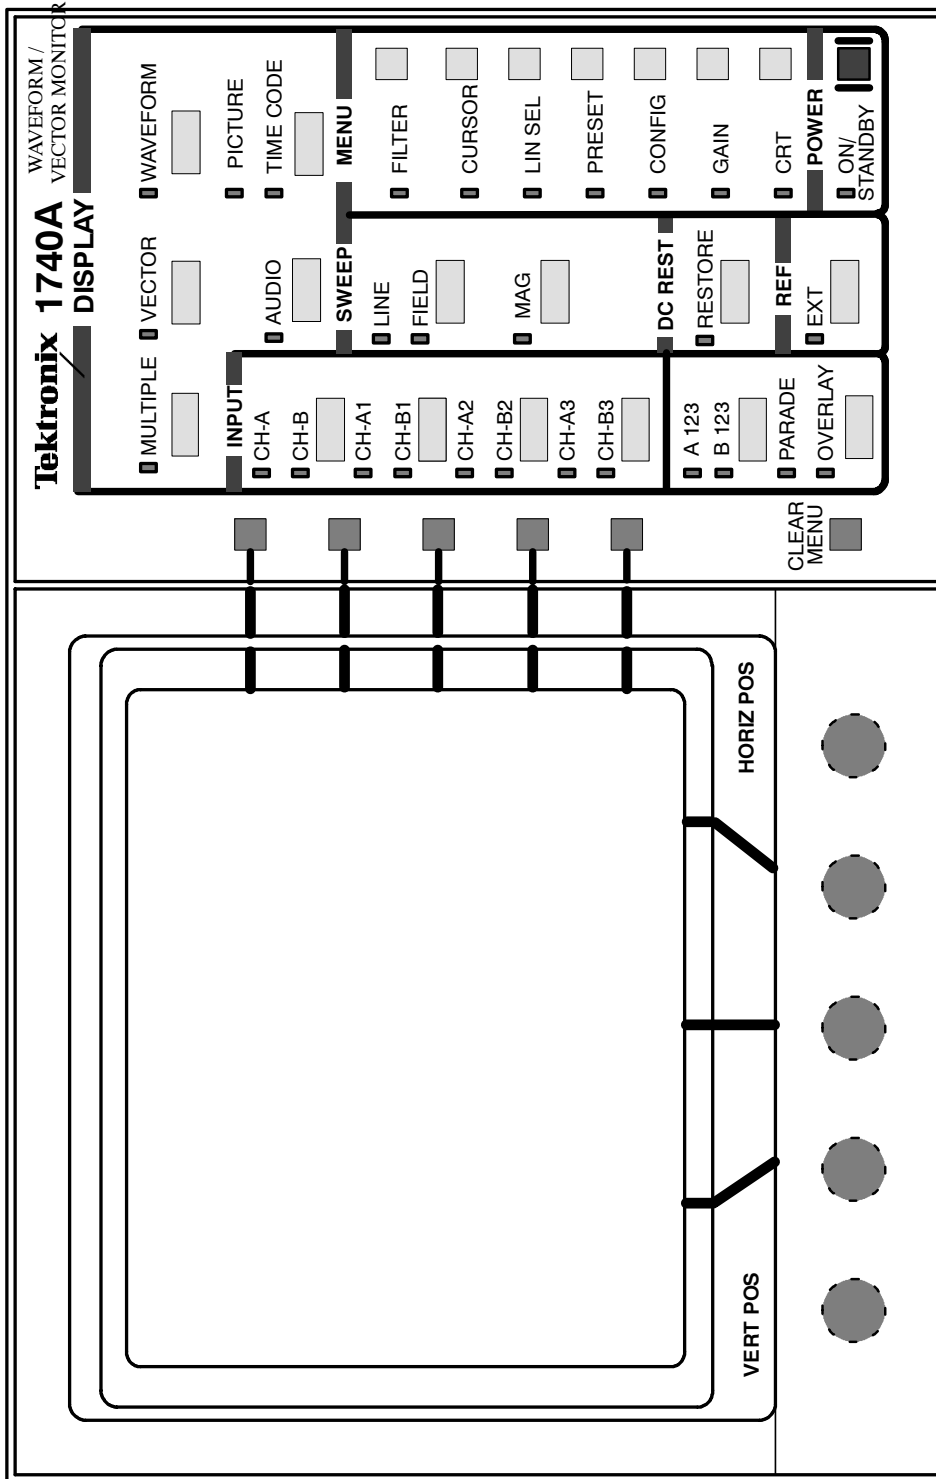 Tektronix 1740A
WAVEFORM /
VECTOR MONITOR
DISPLAY
MULTIPLE
VECTOR
WAVEFORM
PICTURE
AUDIO
TIME CODE
INPUT
CH-A
CH-B
CH-A1
CH-B1
CH-A2
CH-B2
CH-A3
CH-B3
A 123
B 123
PARADE
OVERLAY
SWEEP
LINE
FIELD
MAG
DC REST
RESTORE
REF
EXT
MENU
FILTER
CURSOR
LIN SEL
PRESET
CONFIG
GAIN
CRT
POWER
ON/
STANDBY
CLEAR
MENU
VERT POS
HORIZ POS